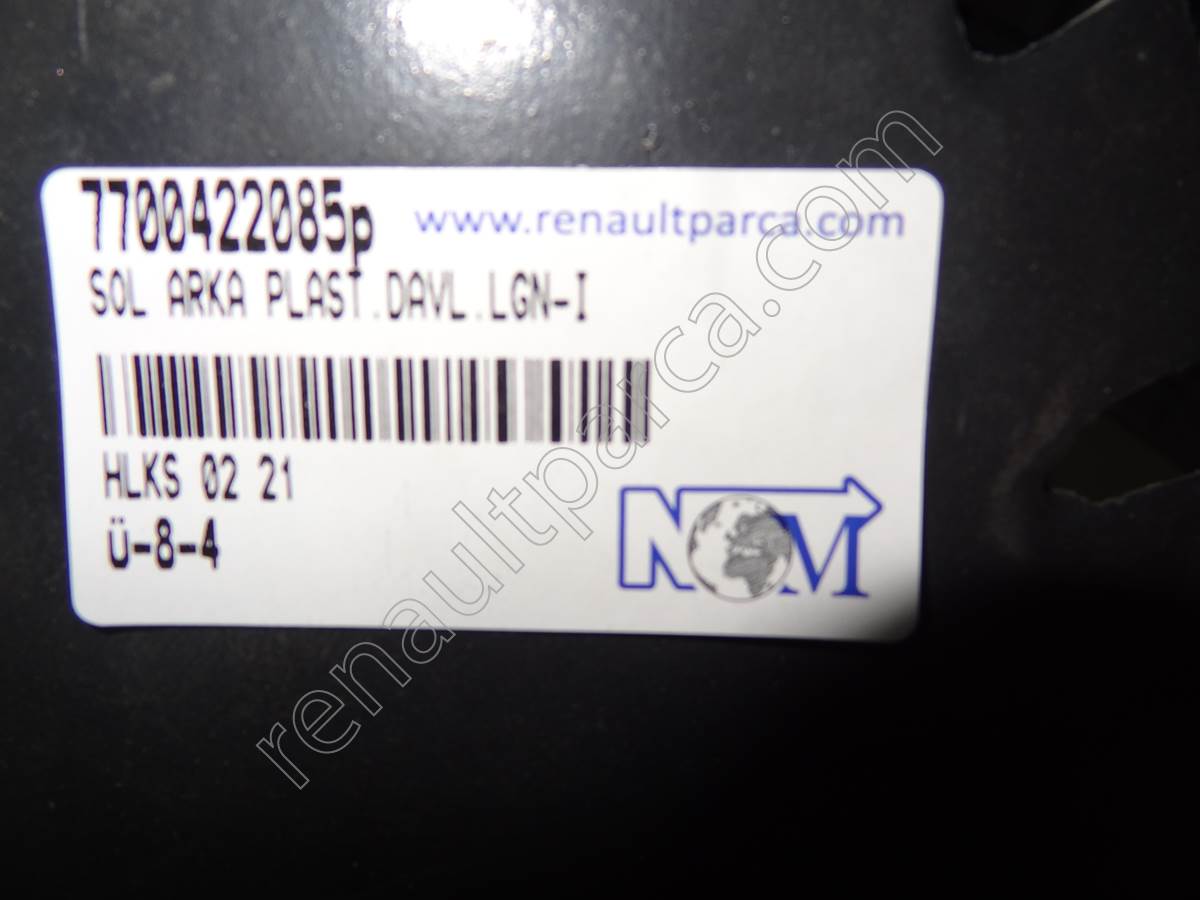 7700422085p www.renaultparca.com
SOL ARKA PLAST.DAVL.LGN-I
HLKS 02 21
Ü-8-4
NOM
renaultparca.com